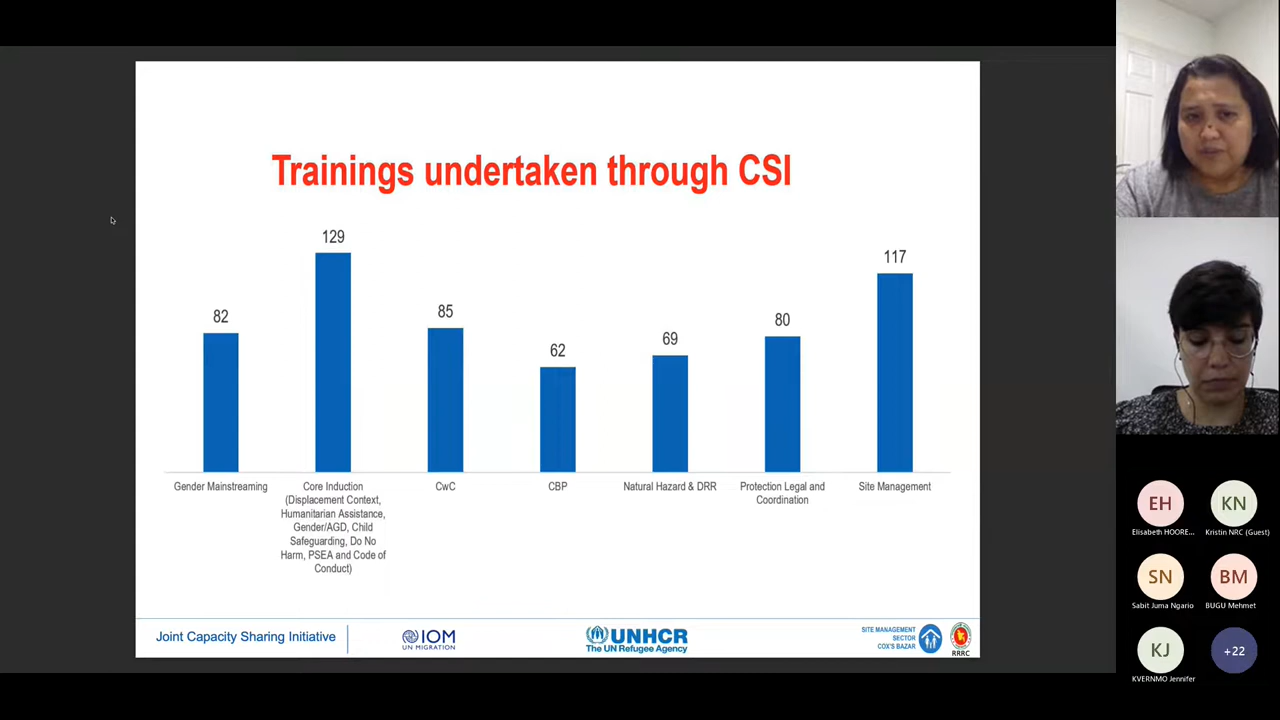 Trainings undertaken through CSI
82
129
85
62
69
80
117
Gender Mainstreaming
Core Induction
(Displacement Context,
Humanitarian Assistance,
Gender/AGD, Child
Safeguarding, Do No
Harm, PSEA and Code of
Conduct)
CwC
CBP
Natural Hazard & DRR
Protection Legal and
Coordination
Site Management
Joint Capacity Sharing Initiative
IOM
UN MIGRATION
UNHCR
The UN Refugee Agency
SITE MANAGEMENT
SECTOR
COX'S BAZAR
RRRC
EH
Elisabeth HOORE...
KN
Kristin NRC (Guest)
SN
Sabit Juma Ngario
BM
BUGU Mehmet
KJ
KVERNMO Jennifer
+22